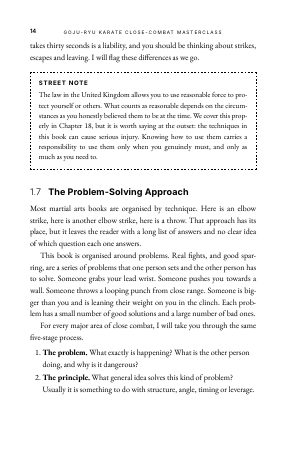 14 GOJU-RYU KARATE CLOSE-COMBAT MASTERCLASS
takes thirty seconds is a liability, and you should be thinking about strikes,
escapes and leaving. I will flag these differences as we go.
STREET NOTE
The law in the United Kingdom allows you to use reasonable force to pro-
tect yourself or others. What counts as reasonable depends on the circum-
stances as you honestly believed them to be at the time. We cover this prop-
erly in Chapter 18, but it is worth saying at the outset: the techniques in
this book can cause serious injury. Knowing how to use them carries a
responsibility to use them only when you genuinely must, and only as
much as you need to.
1.7 The Problem-Solving Approach
Most martial arts books are organised by technique. Here is an elbow
strike, here is another elbow strike, here is a throw. That approach has its
place, but it leaves the reader with a long list of answers and no clear idea
of which question each one answers.
This book is organised around problems. Real fights, and good spar-
ring, are a series of problems that one person sets and the other person has
to solve. Someone grabs your lead wrist. Someone pushes you towards a
wall. Someone throws a looping punch from close range. Someone is big-
ger than you and is leaning their weight on you in the clinch. Each prob-
lem has a small number of good solutions and a large number of bad ones.
For every major area of close combat, I will take you through the same
five-stage process.
1. The problem. What exactly is happening? What is the other person
doing, and why is it dangerous?
2. The principle. What general idea solves this kind of problem?
Usually it is something to do with structure, angle, timing or leverage.